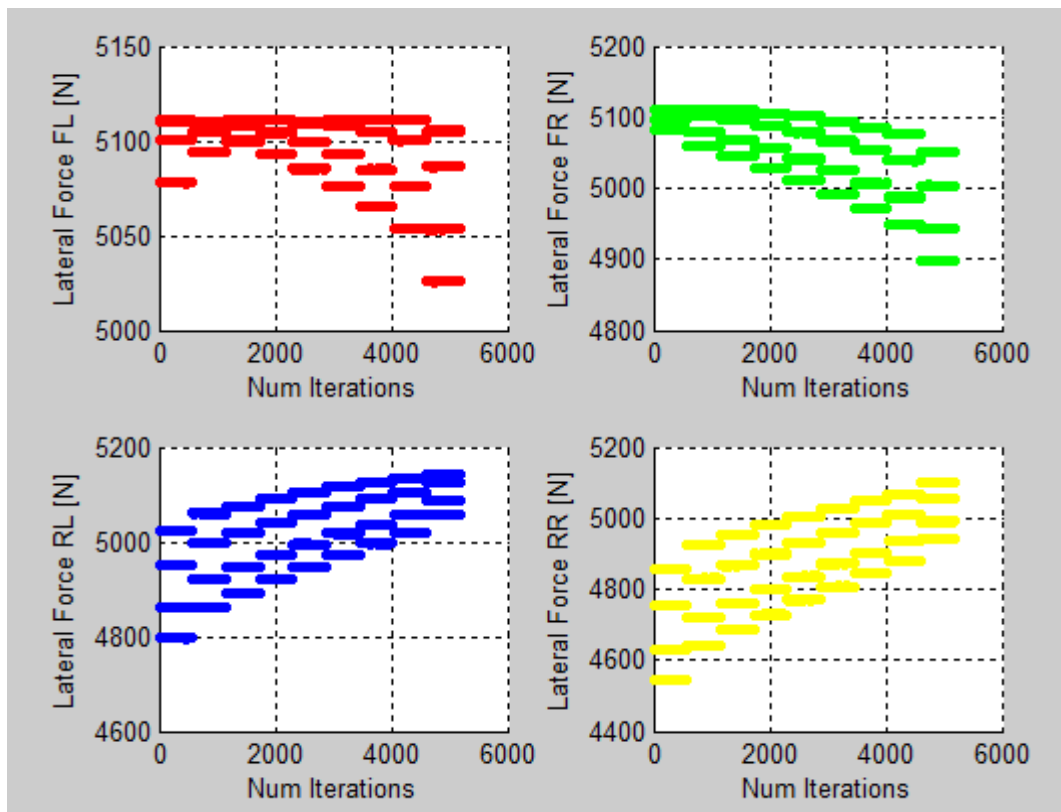 Lateral Force FL [N]
5150
5100
5050
5000
0 2000 4000 6000
Num Iterations
Lateral Force FR [N]
5200
5100
5000
4900
4800
0 2000 4000 6000
Num Iterations
Lateral Force RL [N]
5200
5000
4800
4600
0 2000 4000 6000
Num Iterations
Lateral Force RR [N]
5200
5000
4800
4600
4400
0 2000 4000 6000
Num Iterations